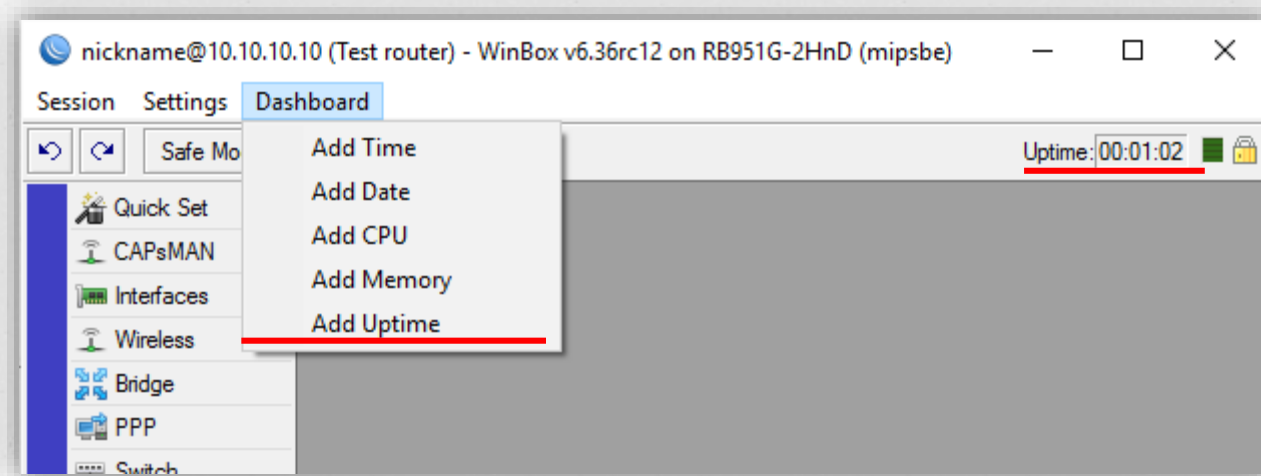 nickname@10.10.10.10 (Test router) - WinBox v6.36rc12 on RB951G-2HnD (mipsbe)
Session Settings Dashboard
Safe Mo
Uptime: 00:01:02
Add Time
Add Date
Add CPU
Add Memory
Add Uptime
Quick Set
CAPsMAN
Interfaces
Wireless
Bridge
PPP
Switch